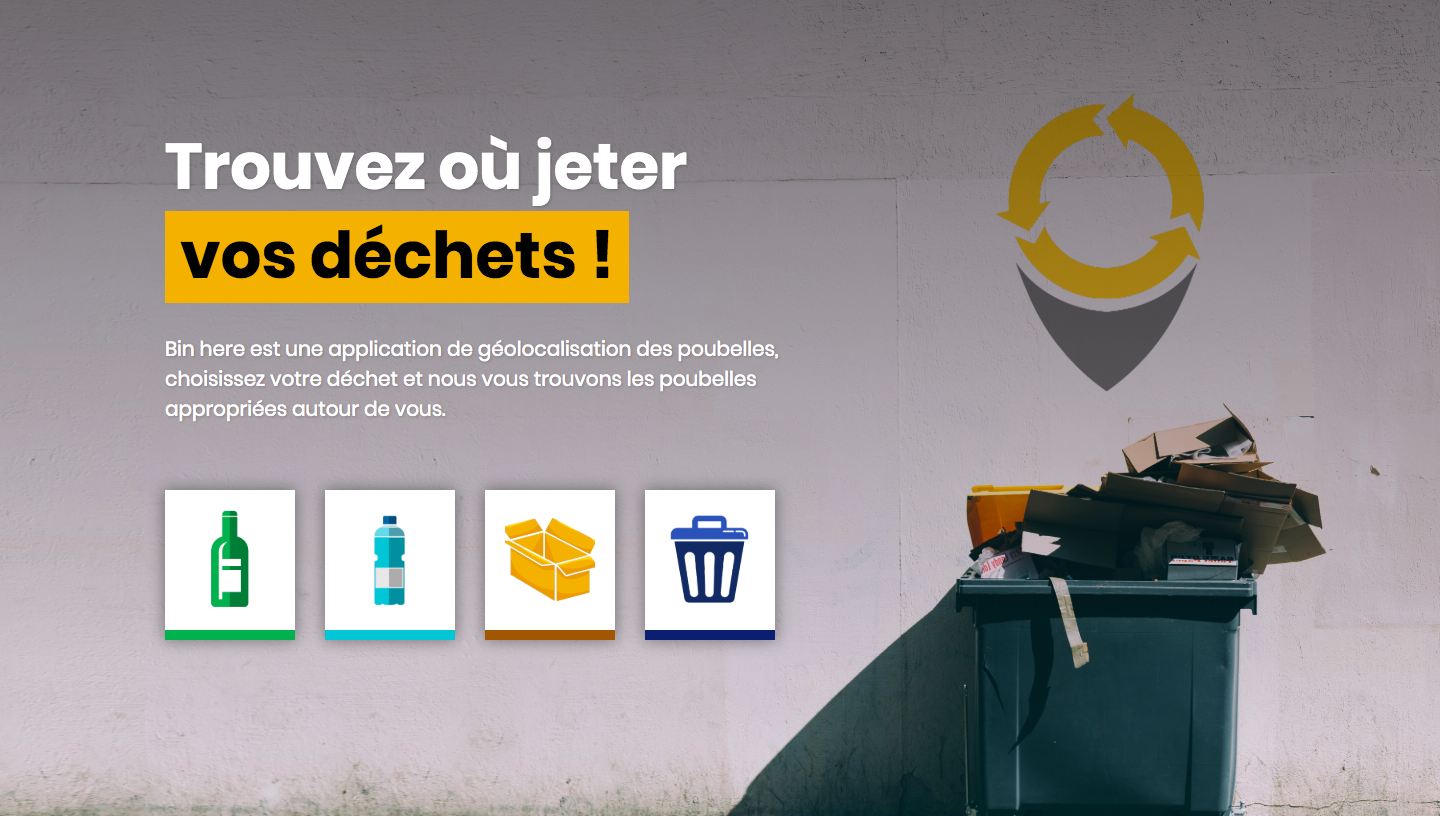 Trouvez où jeter
vos déchets !
Bin here est une application de géolocalisation des poubelles,
choisissez votre déchet et nous vous trouvons les poubelles
appropriées autour de vous.